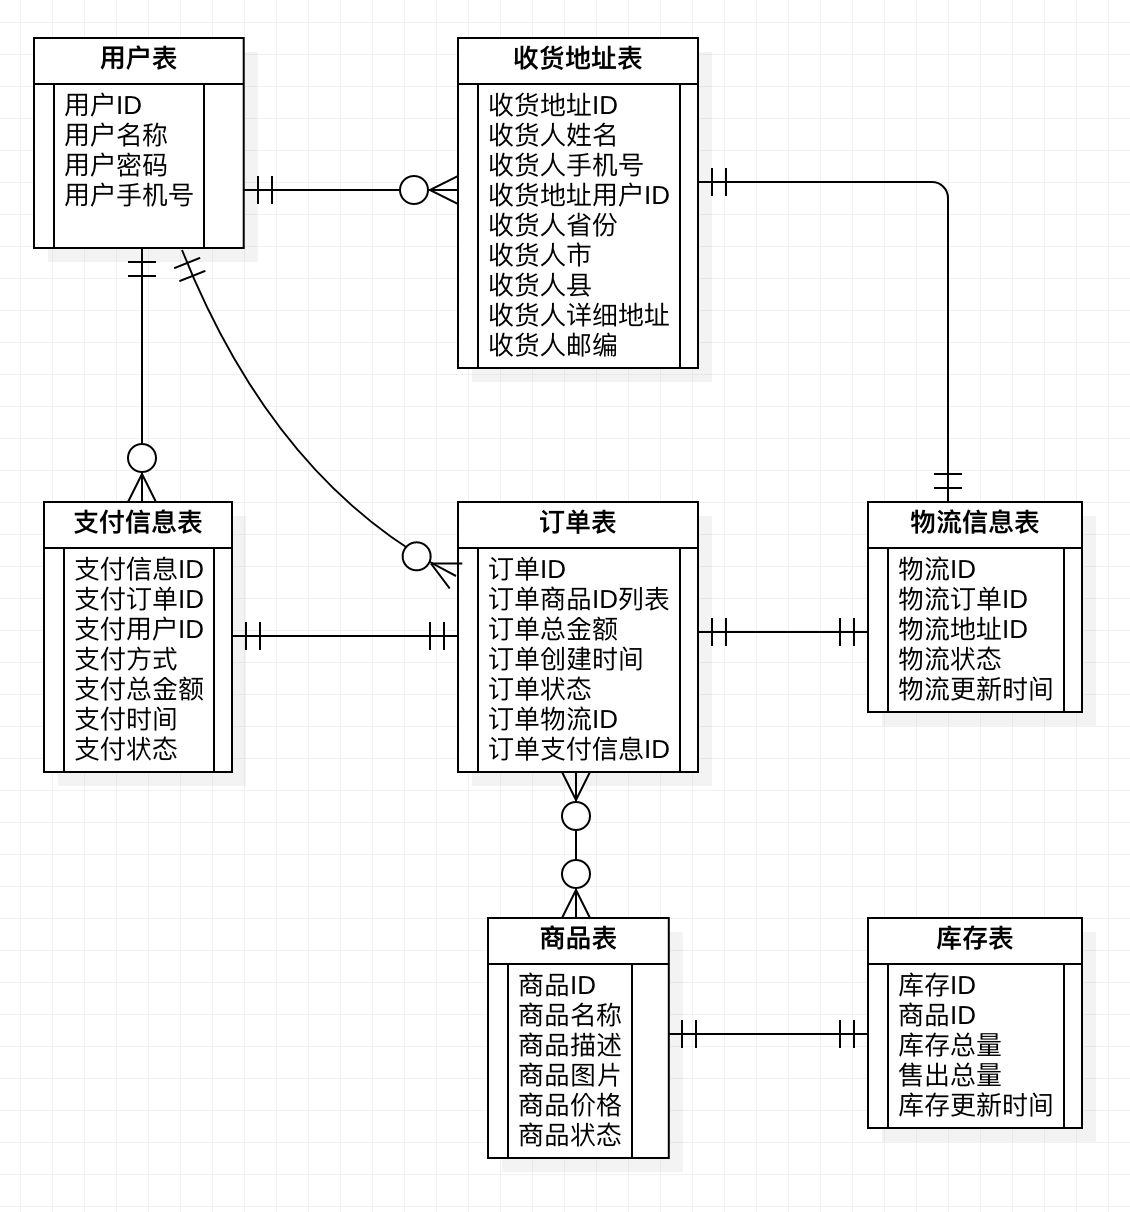 用户表
用户ID
用户名称
用户密码
用户手机号
收货地址表
收货地址ID
收货人姓名
收货人手机号
收货地址用户ID
收货人省份
收货人市
收货人县
收货人详细地址
收货人邮编
支付信息表
支付信息ID
支付订单ID
支付用户ID
支付方式
支付总金额
支付时间
支付状态
订单表
订单ID
订单商品ID列表
订单总金额
订单创建时间
订单状态
订单物流ID
订单支付信息ID
物流信息表
物流ID
物流订单ID
物流地址ID
物流状态
物流更新时间
商品表
商品ID
商品名称
商品描述
商品图片
商品价格
商品状态
库存表
库存ID
商品ID
库存总量
售出总量
库存更新时间